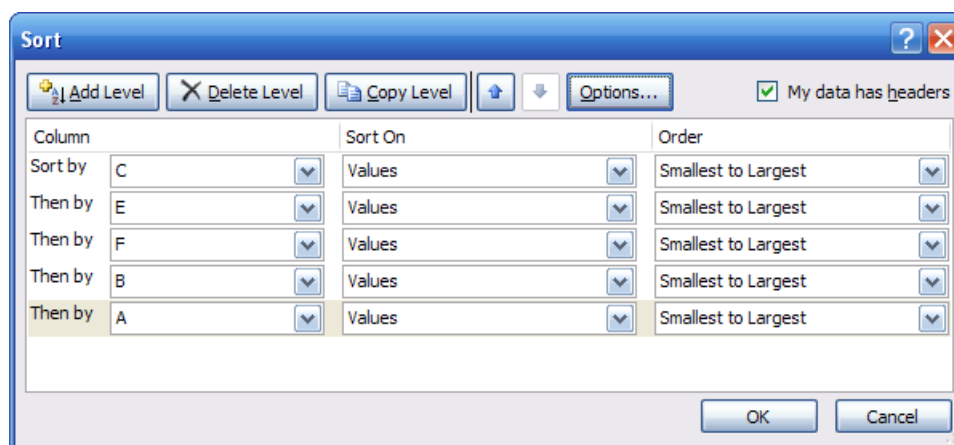 Sort
Add Level Delete Level Copy Level Options... My data has headers
Column Sort On Order
Sort by C Values Smallest to Largest
Then by E Values Smallest to Largest
Then by F Values Smallest to Largest
Then by B Values Smallest to Largest
Then by A Values Smallest to Largest
OK Cancel